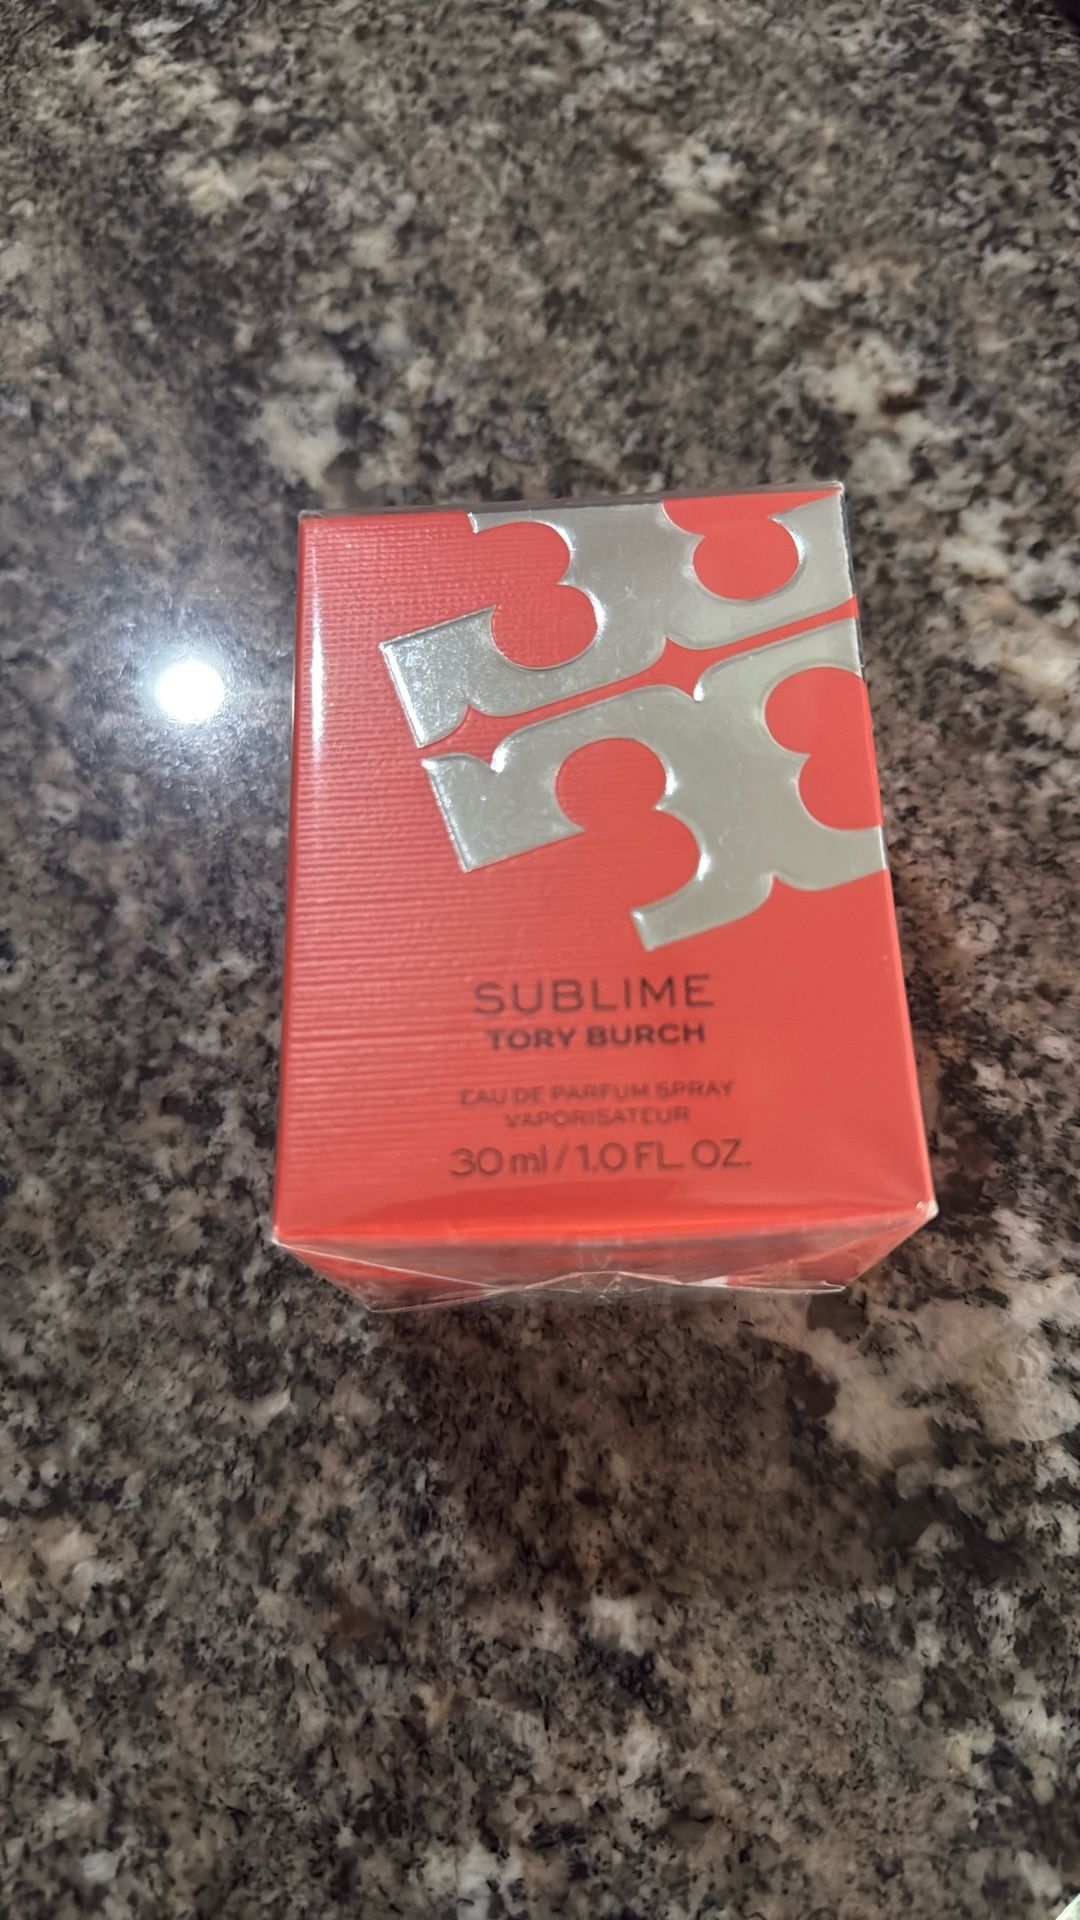 SUBLIME
TORY BURCH
EAU DE PARFUM SPRAY
VAPORISATEUR
30 ml / 1.0 FL. OZ.